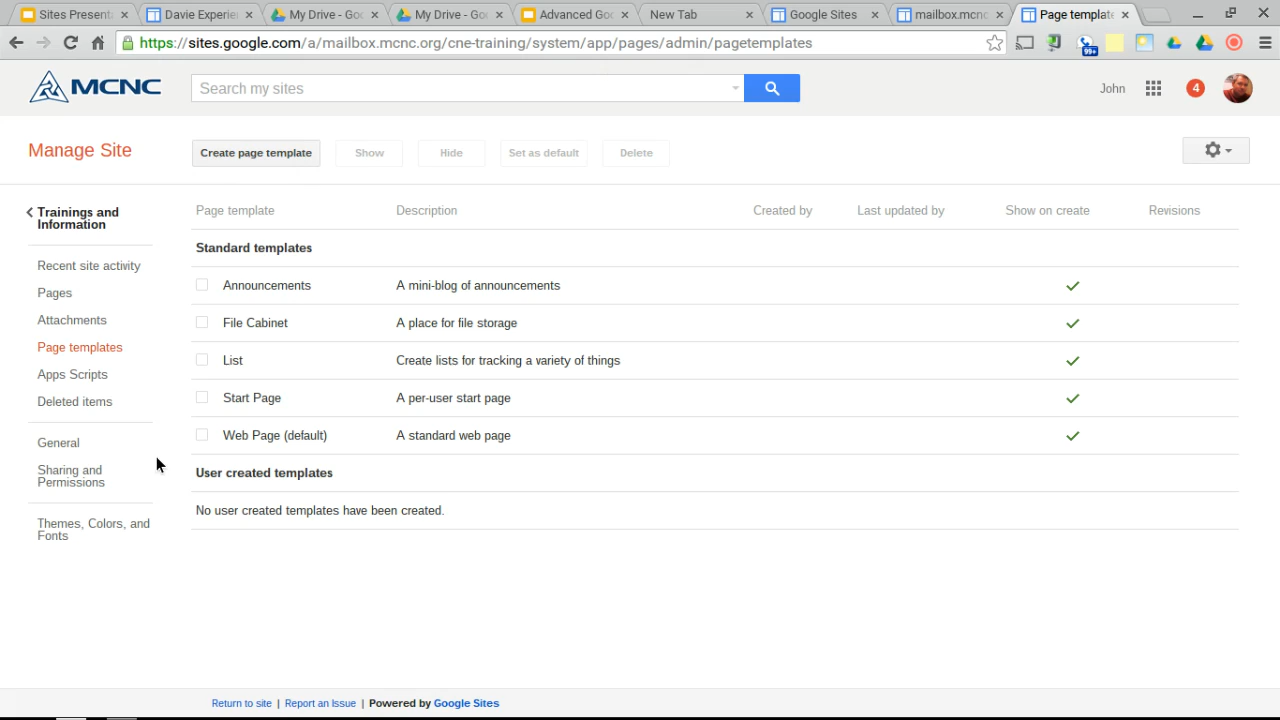 Sites Present
Davie Experie
My Drive - Goo
My Drive - Goo
Advanced Goo
New Tab
Google Sites
mailbox.mcnc
Page template
https://sites.google.com/a/mailbox.mcnc.org/cne-training/system/app/pages/admin/pagetemplates
99+
MCNC
Search my sites
John
4
Manage Site
Create page template
Show
Hide
Set as default
Delete
Trainings and
Information
Recent site activity
Pages
Attachments
Page templates
Apps Scripts
Deleted items
General
Sharing and
Permissions
Themes, Colors, and
Fonts
Page template Description Created by Last updated by Show on create Revisions
Standard templates
Announcements A mini-blog of announcements
File Cabinet A place for file storage
List Create lists for tracking a variety of things
Start Page A per-user start page
Web Page (default) A standard web page
User created templates
No user created templates have been created.
Return to site | Report an Issue | Powered by Google Sites